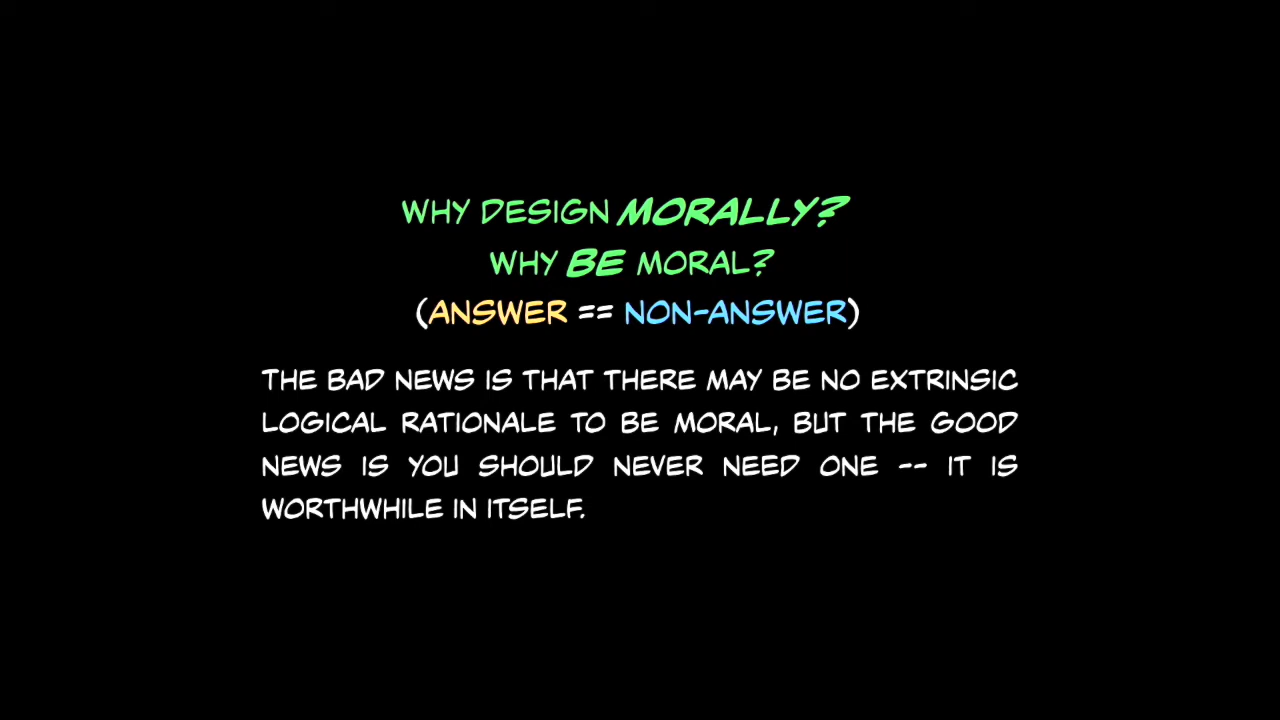 WHY DESIGN MORALLY?
WHY BE MORAL?
(ANSWER == NON-ANSWER)
THE BAD NEWS IS THAT THERE MAY BE NO EXTRINSIC
LOGICAL RATIONALE TO BE MORAL, BUT THE GOOD
NEWS IS YOU SHOULD NEVER NEED ONE -- IT IS
WORTHWHILE IN ITSELF.